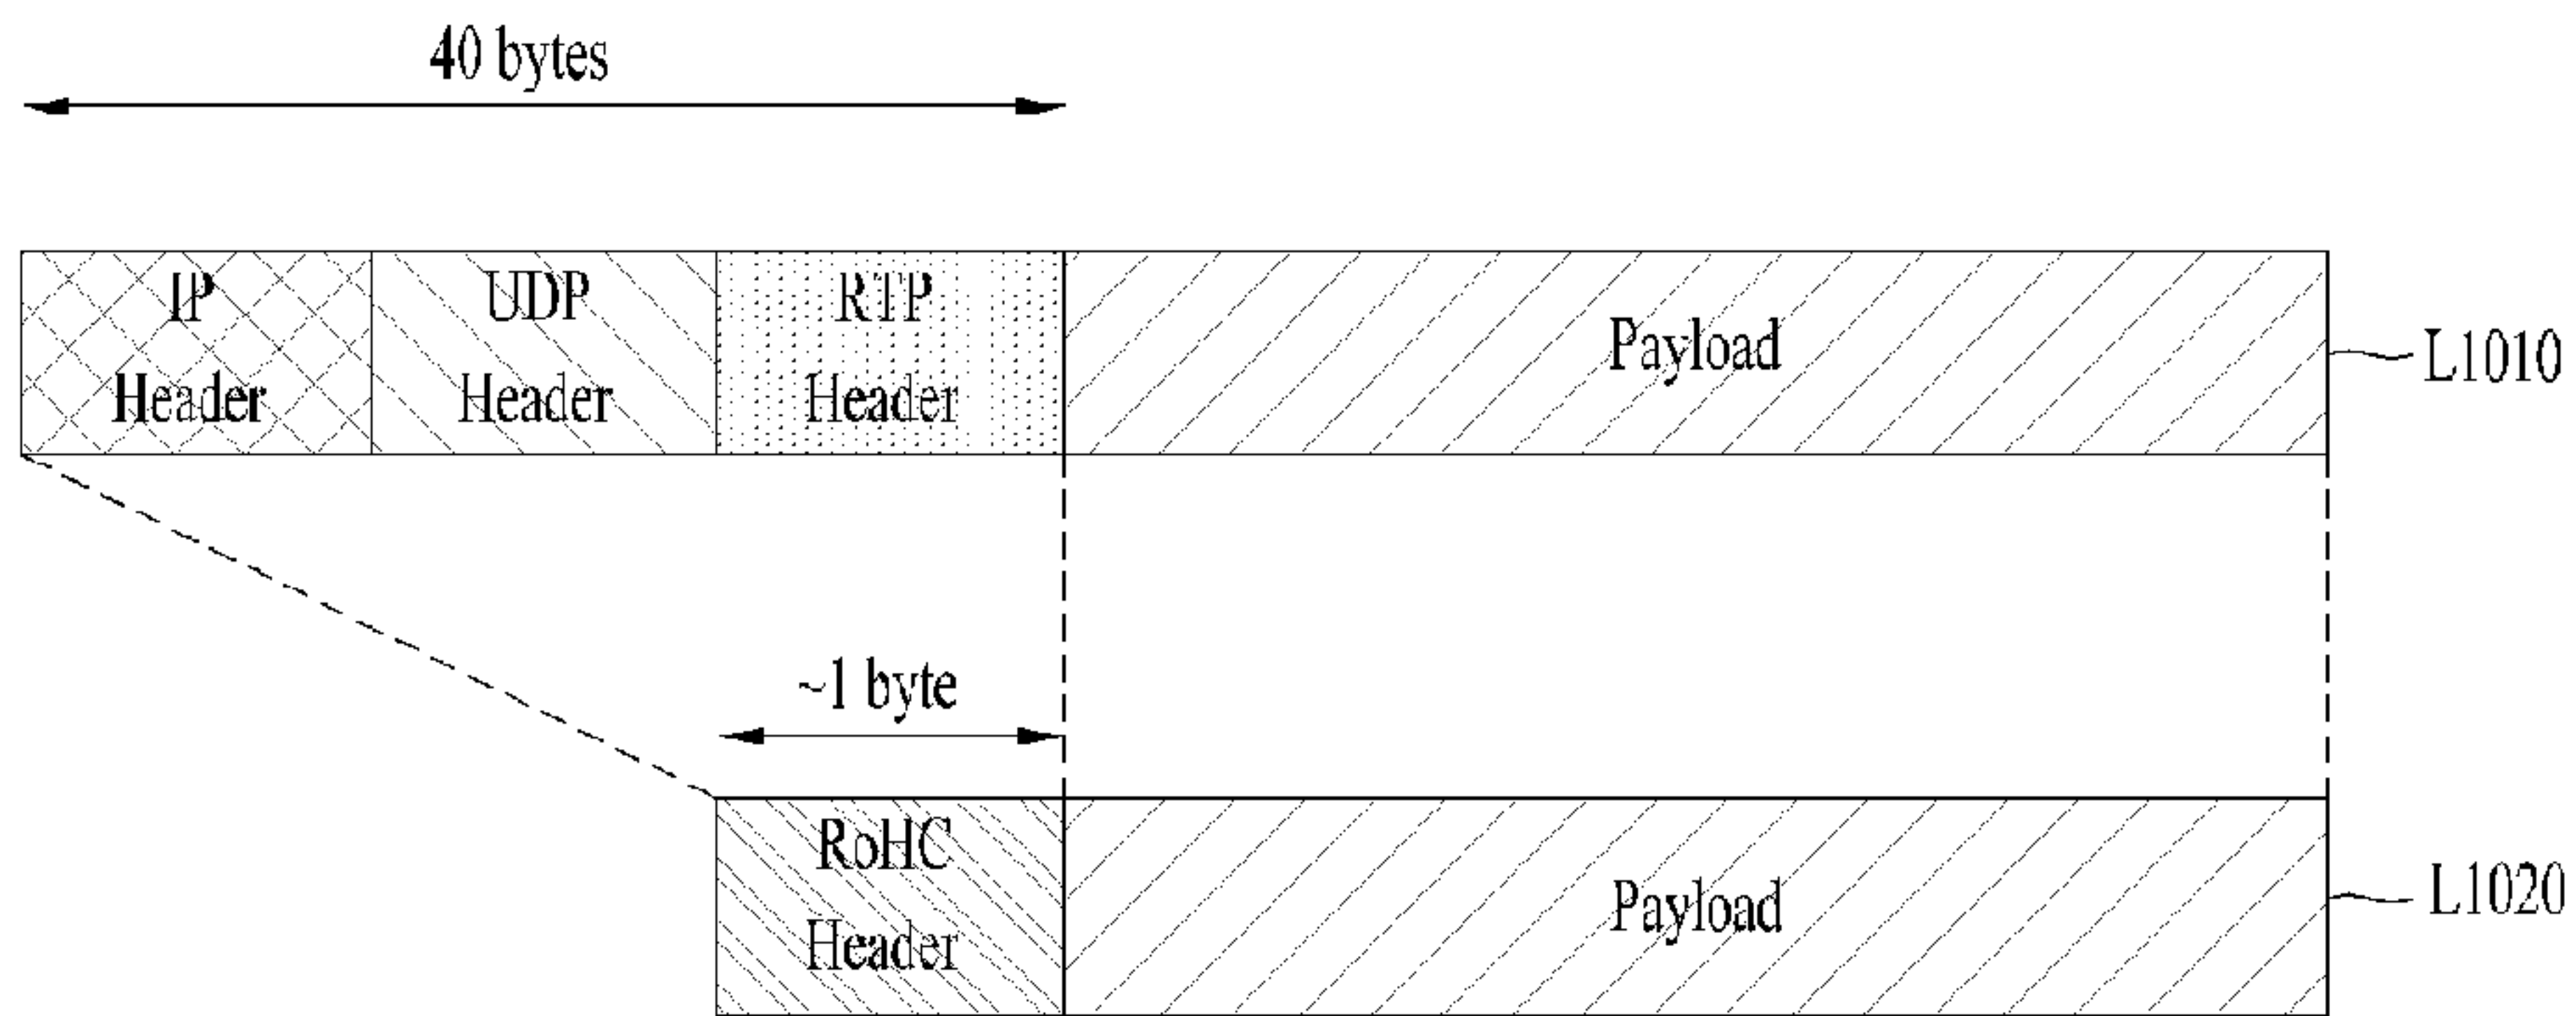 40 bytes
IP
Header
UDP
Header
RTP
Header
Payload
L1010
~1 byte
RoHC
Header
Payload
L1020